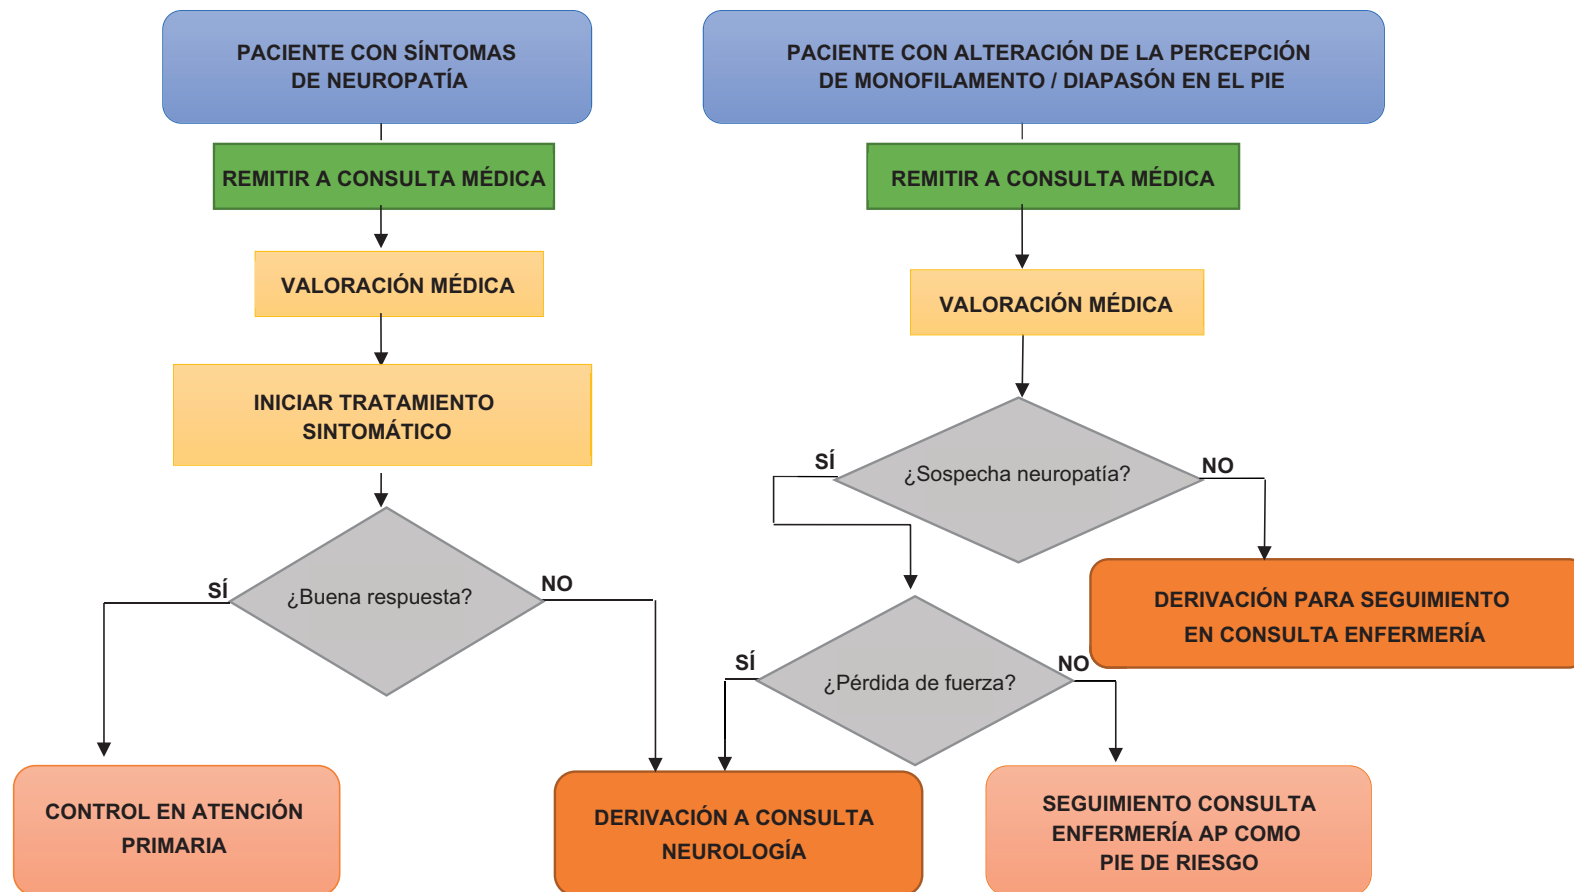 PACIENTE CON SÍNTOMAS
DE NEUROPATÍA
REMITIR A CONSULTA MÉDICA
VALORACIÓN MÉDICA
INICIAR TRATAMIENTO
SINTOMÁTICO
¿Buena respuesta?
SÍ
NO
CONTROL EN ATENCIÓN
PRIMARIA
PACIENTE CON ALTERACIÓN DE LA PERCEPCIÓN
DE MONOFILAMENTO / DIAPASÓN EN EL PIE
REMITIR A CONSULTA MÉDICA
VALORACIÓN MÉDICA
¿Sospecha neuropatía?
SÍ
NO
DERIVACIÓN PARA SEGUIMIENTO
EN CONSULTA ENFERMERÍA
¿Pérdida de fuerza?
SÍ
NO
DERIVACIÓN A CONSULTA
NEUROLOGÍA
SEGUIMIENTO CONSULTA
ENFERMERÍA AP COMO
PIE DE RIESGO